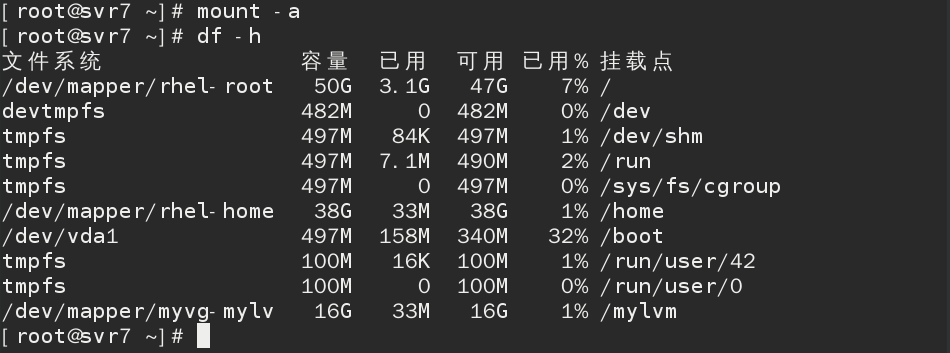 [root@svr7 ~]# mount -a
[root@svr7 ~]# df -h
文件系统 容量 已用 可用 已用% 挂载点
/dev/mapper/rhel-root 50G 3.1G 47G 7% /
devtmpfs 482M 0 482M 0% /dev
tmpfs 497M 84K 497M 1% /dev/shm
tmpfs 497M 7.1M 490M 2% /run
tmpfs 497M 0 497M 0% /sys/fs/cgroup
/dev/mapper/rhel-home 38G 33M 38G 1% /home
/dev/vda1 497M 158M 340M 32% /boot
tmpfs 100M 16K 100M 1% /run/user/42
tmpfs 100M 0 100M 0% /run/user/0
/dev/mapper/myvg-mylv 16G 33M 16G 1% /mylvm
[root@svr7 ~]#